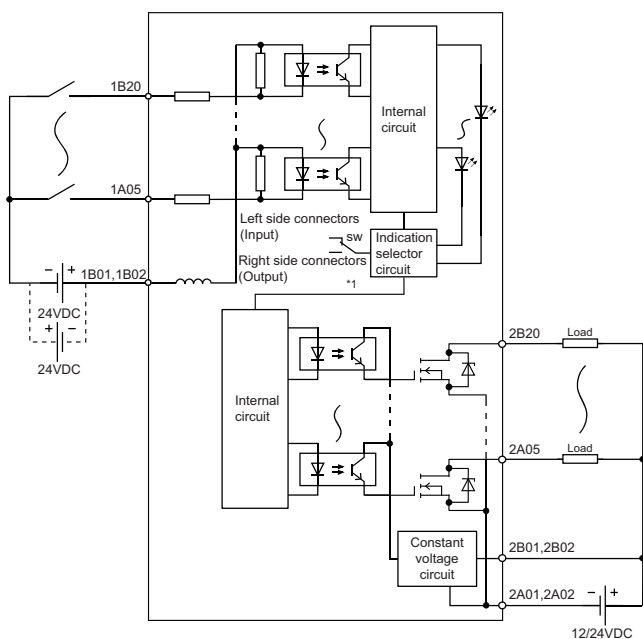 1B20
Internal
circuit
1A05
Left side connectors
(Input)
SW
Indication
selector
circuit
Right side connectors
(Output)
1B01,1B02
− +
24VDC
+ −
24VDC
*1
Internal
circuit
2B20
Load
2A05
Load
Constant
voltage
circuit
2B01,2B02
2A01,2A02
− +
12/24VDC